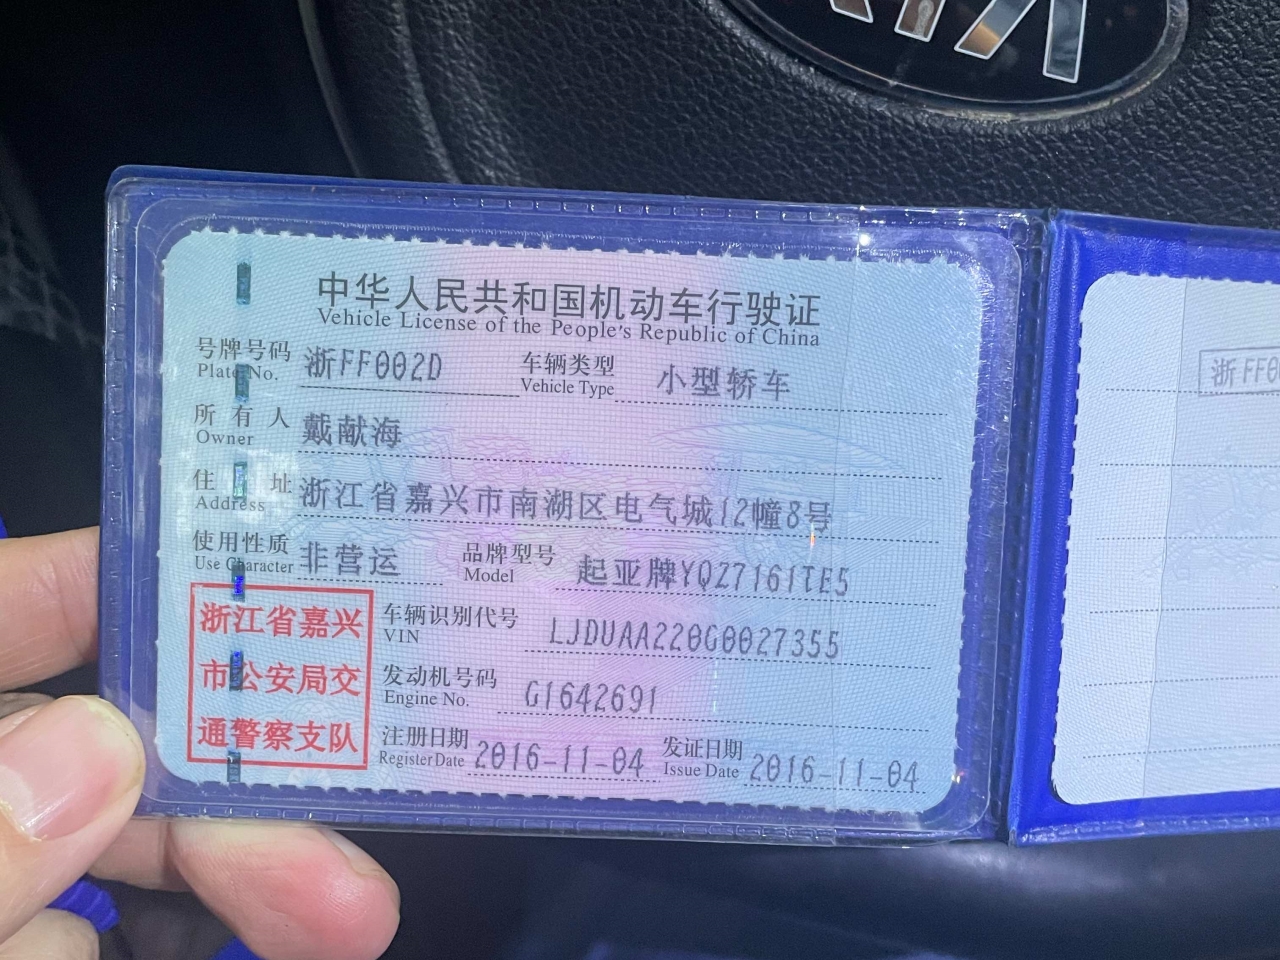 KIA
中华人民共和国机动车行驶证
Vehicle License of the People's Republic of China
号牌号码 浙FF002D 车辆类型 小型轿车
Plate No. Vehicle Type
所有人 戴献海
Owner
住址 浙江省嘉兴市南湖区电气城12幢8号
Address
使用性质 非营运 品牌型号 起亚牌YQZ7161TE5
Use Character Model
浙江省嘉兴
市公安局交
通警察支队
车辆识别代号 LJDUAA220G0027355
VIN
发动机号码 G1642691
Engine No.
注册日期 2016-11-04 发证日期 2016-11-04
Register Date Issue Date
浙FF0